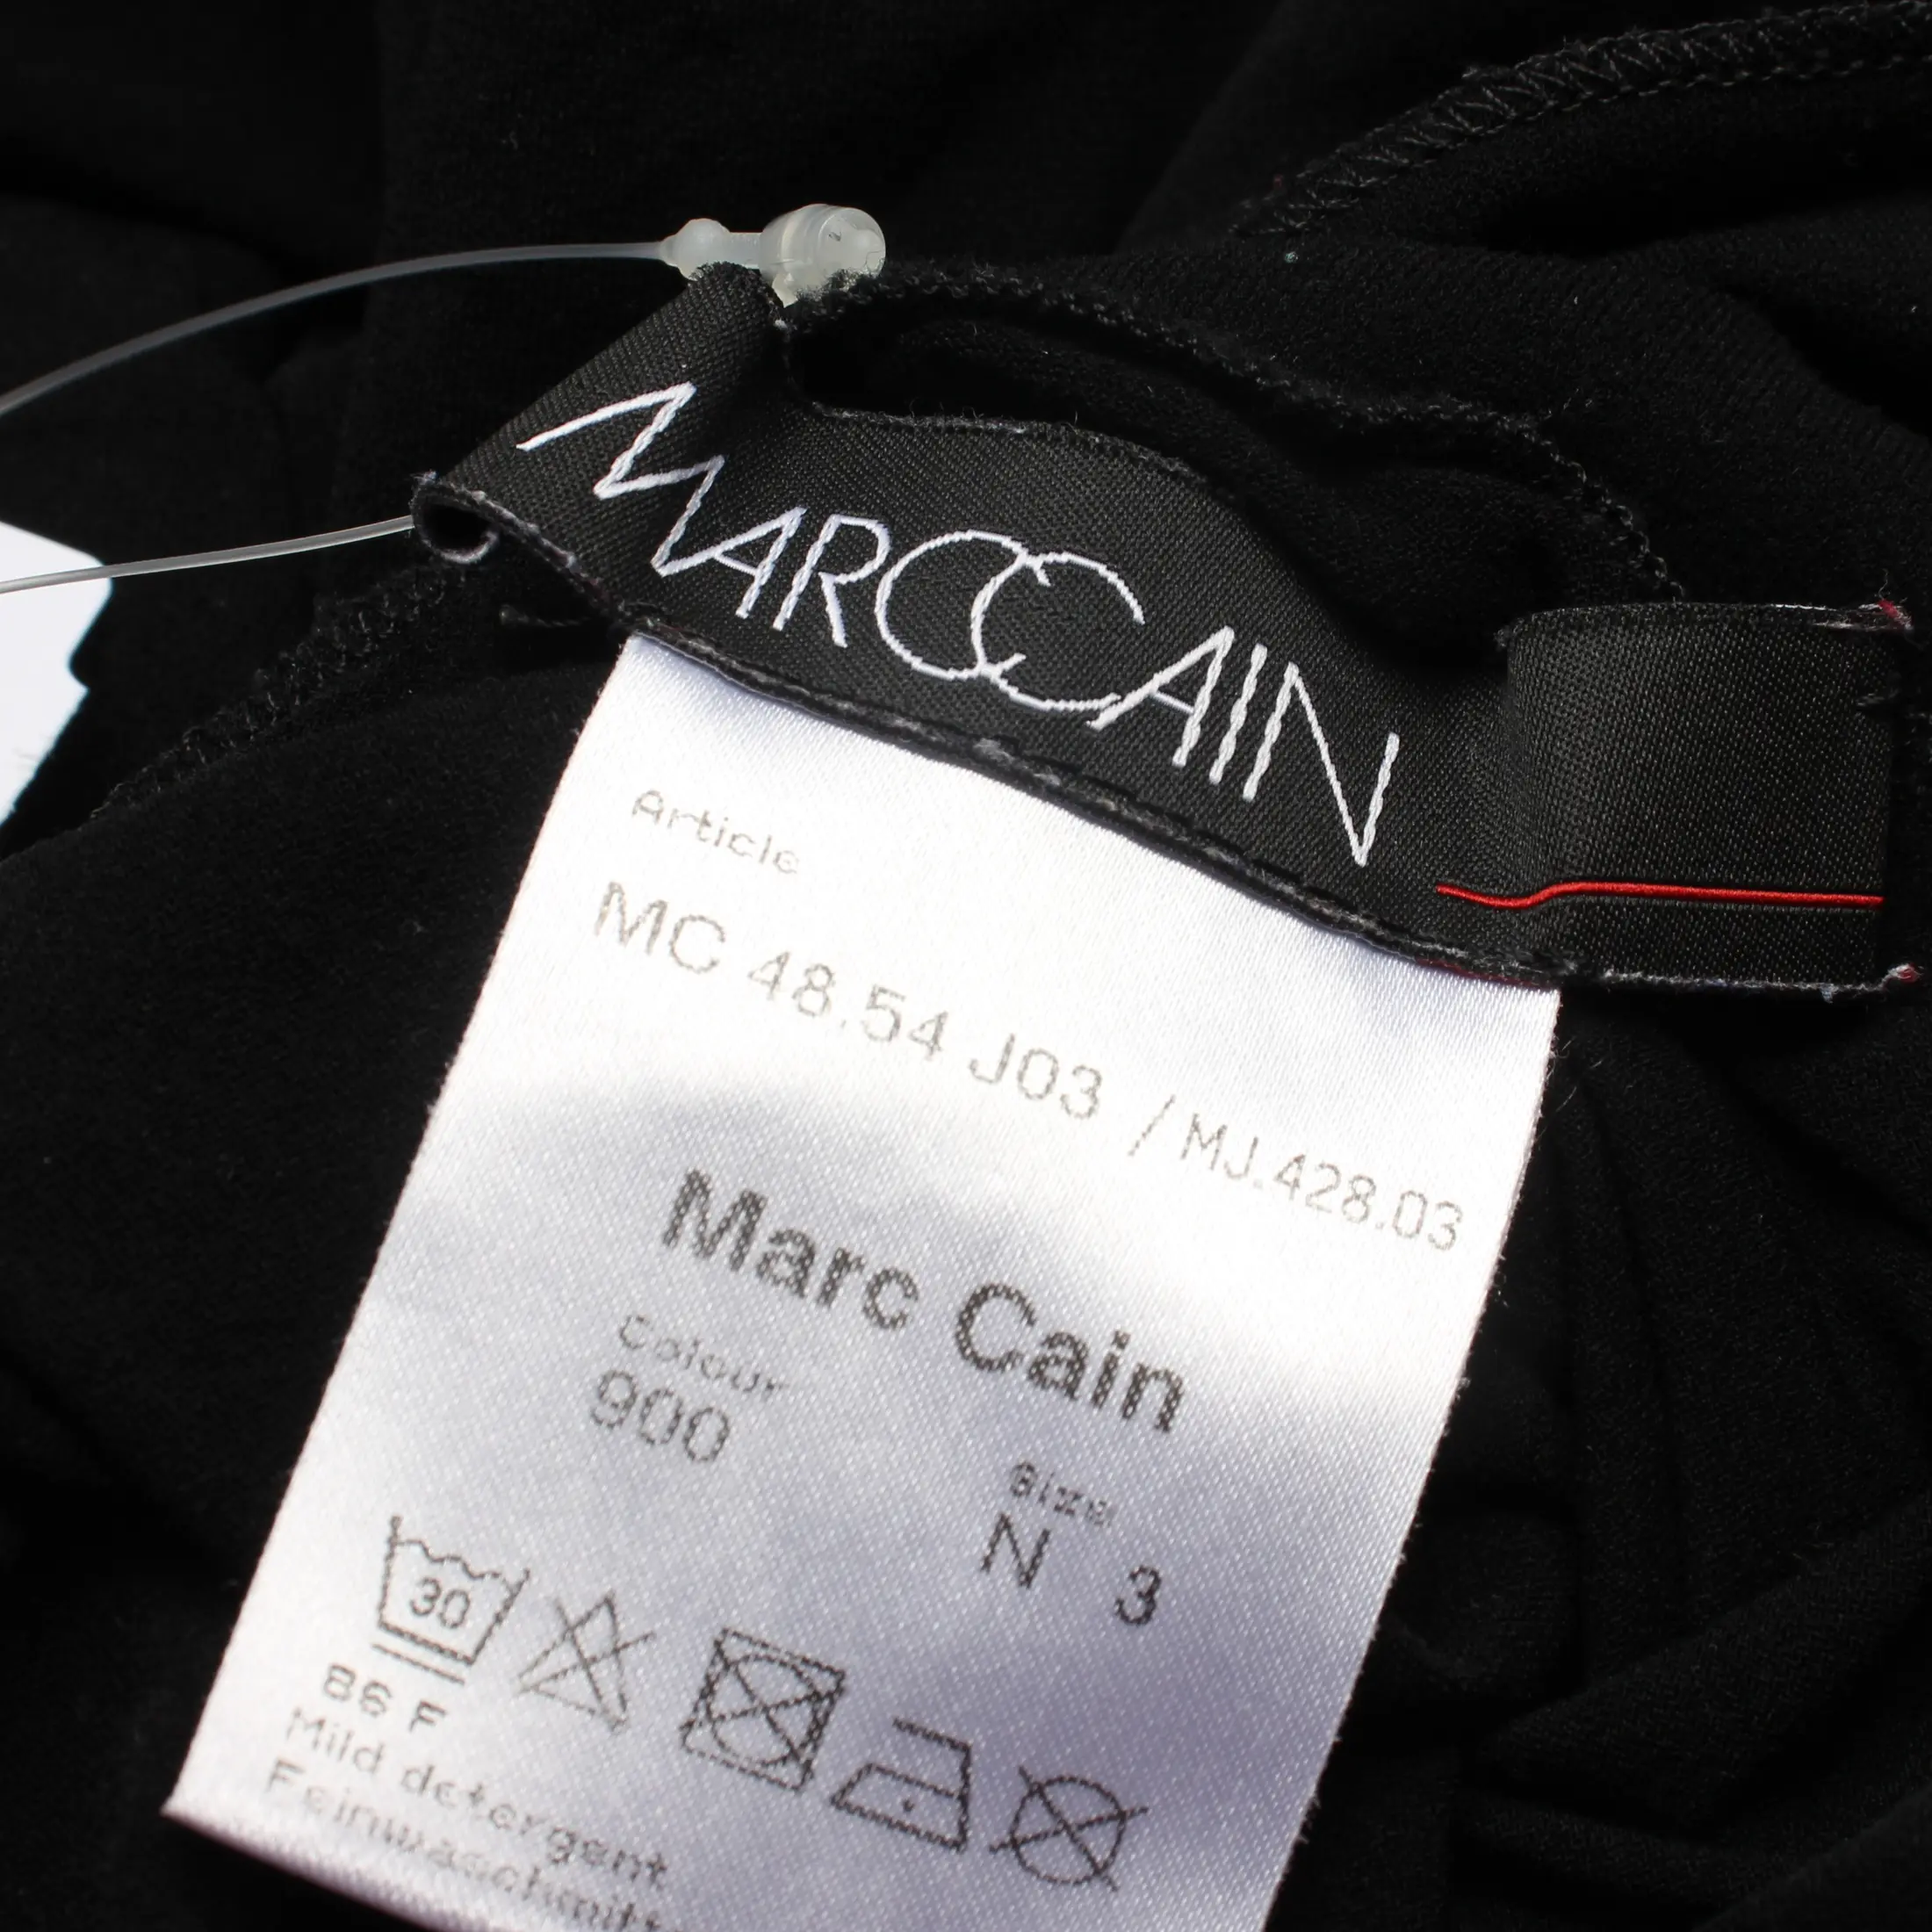 MARCCAIN
Article
MC 48.54 J03 / MJ.428.03
Marc Cain
Colour
900
Size
N 3
30
86 F
Mild detergent